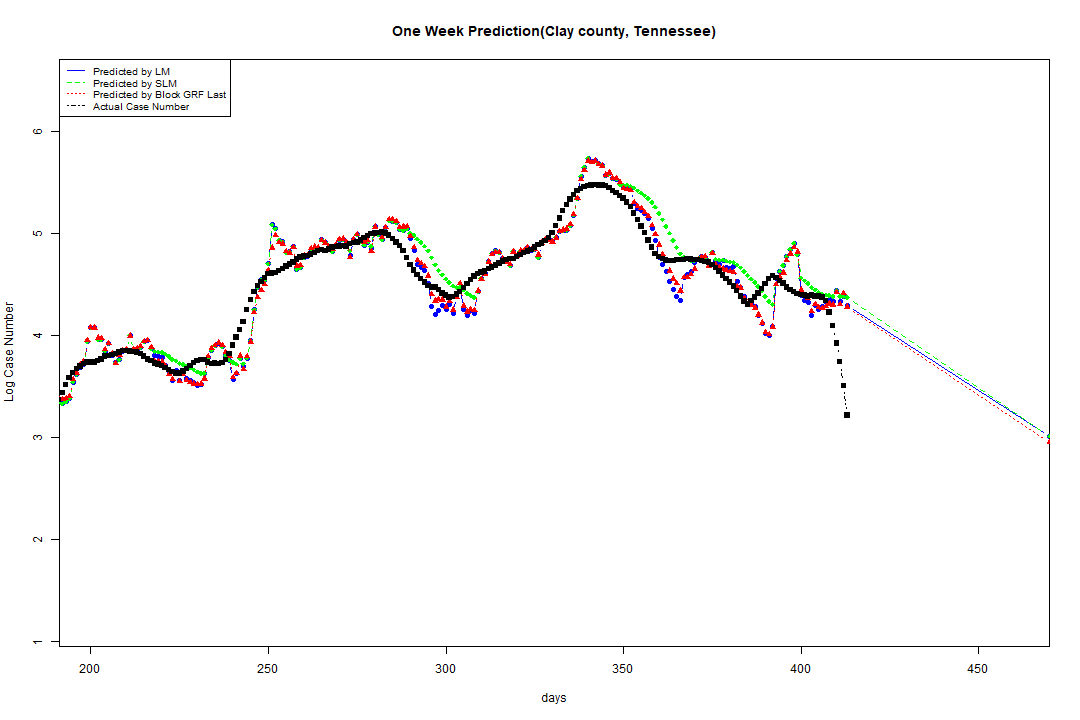 One Week Prediction(Clay county, Tennessee)
Predicted by LM
Predicted by SLM
Predicted by Block GRF Last
Actual Case Number
Log Case Number
6
5
4
3
2
1
200 250 300 350 400 450
days